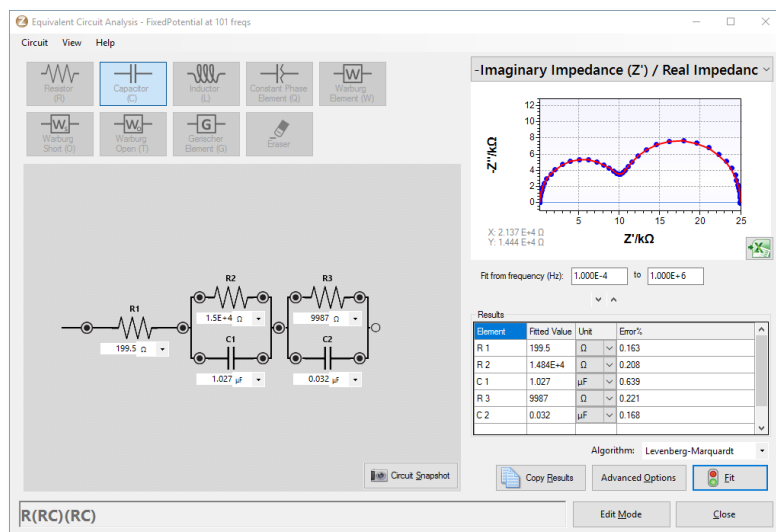 Equivalent Circuit Analysis - FixedPotential at 101 freqs
Circuit View Help
Resistor (R)
Capacitor (C)
Inductor (L)
Constant Phase Element (Q)
Warburg Element (W)
Warburg Short (O)
Warburg Open (T)
Gerischer Element (G)
Eraser
W
Ws
Wo
G
R1
199.5 Ω
R2
1.5E+4 Ω
C1
1.027 µF
R3
9987 Ω
C2
0.032 µF
Circuit Snapshot
R(RC)(RC)
-Imaginary Impedance (Z') / Real Impedanc
-Z''/kΩ
12
10
8
6
4
2
0
5 10 15 20 25
Z'/kΩ
X: 2.137 E+4 Ω
Y: 1.444 E+4 Ω
Fit from frequency (Hz): 1.000E-4 to 1.000E+6
Results
Element Fitted Value Unit Error%
R 1 199.5 Ω 0.163
R 2 1.484E+4 Ω 0.208
C 1 1.027 µF 0.639
R 3 9987 Ω 0.221
C 2 0.032 µF 0.168
Algorithm: Levenberg-Marquardt
Copy Results
Advanced Options
Fit
Edit Mode
Close